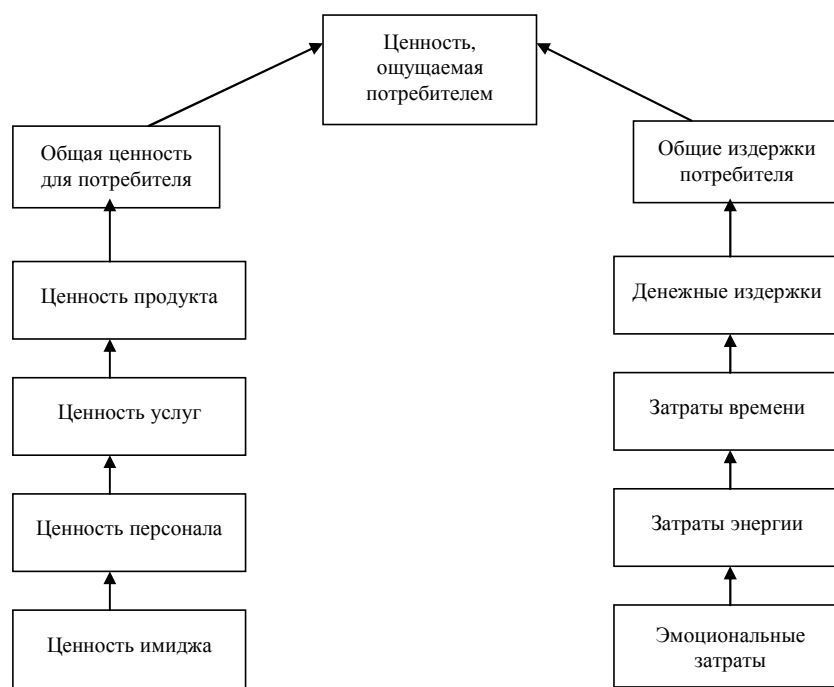 Ценность,
ощущаемая
потребителем
Общая ценность
для потребителя
Общие издержки
потребителя
Ценность продукта
Денежные издержки
Ценность услуг
Затраты времени
Ценность персонала
Затраты энергии
Ценность имиджа
Эмоциональные
затраты